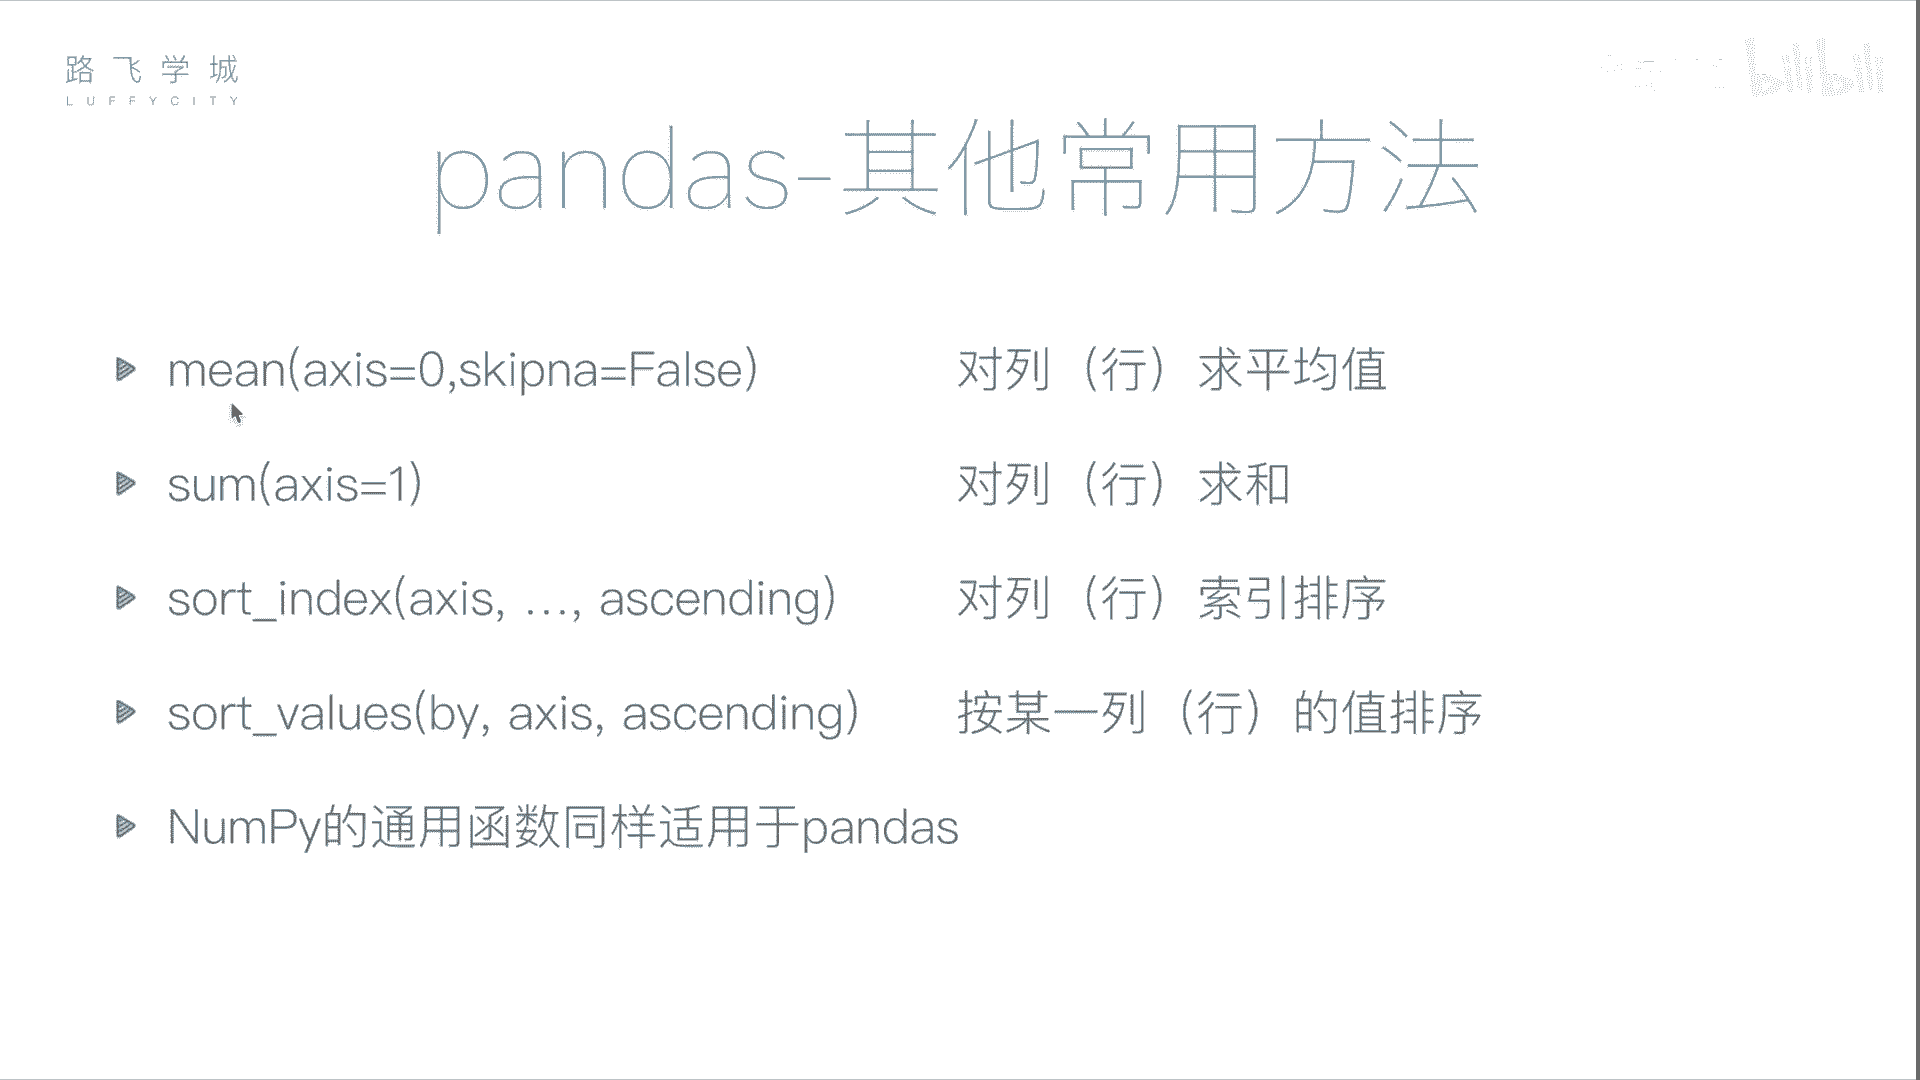 路飞学城
LUFFYCITY
bilibili
pandas-其他常用方法
mean(axis=0,skipna=False) 对列（行）求平均值
sum(axis=1) 对列（行）求和
sort_index(axis, …, ascending) 对列（行）索引排序
sort_values(by, axis, ascending) 按某一列（行）的值排序
NumPy的通用函数同样适用于pandas